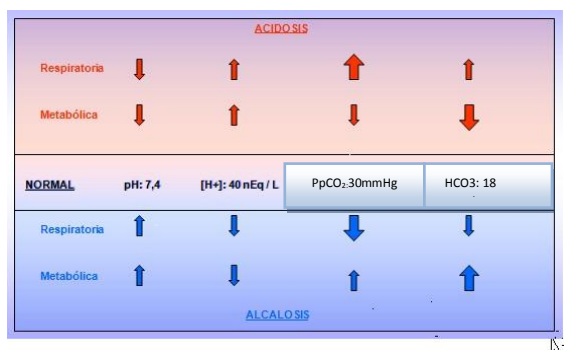 ACIDOSIS
Respiratoria
Metabólica
NORMAL pH: 7,4 [H+]: 40 nEq / L PpCO₂:30mmHg HCO3: 18
Respiratoria
Metabólica
ALCALOSIS